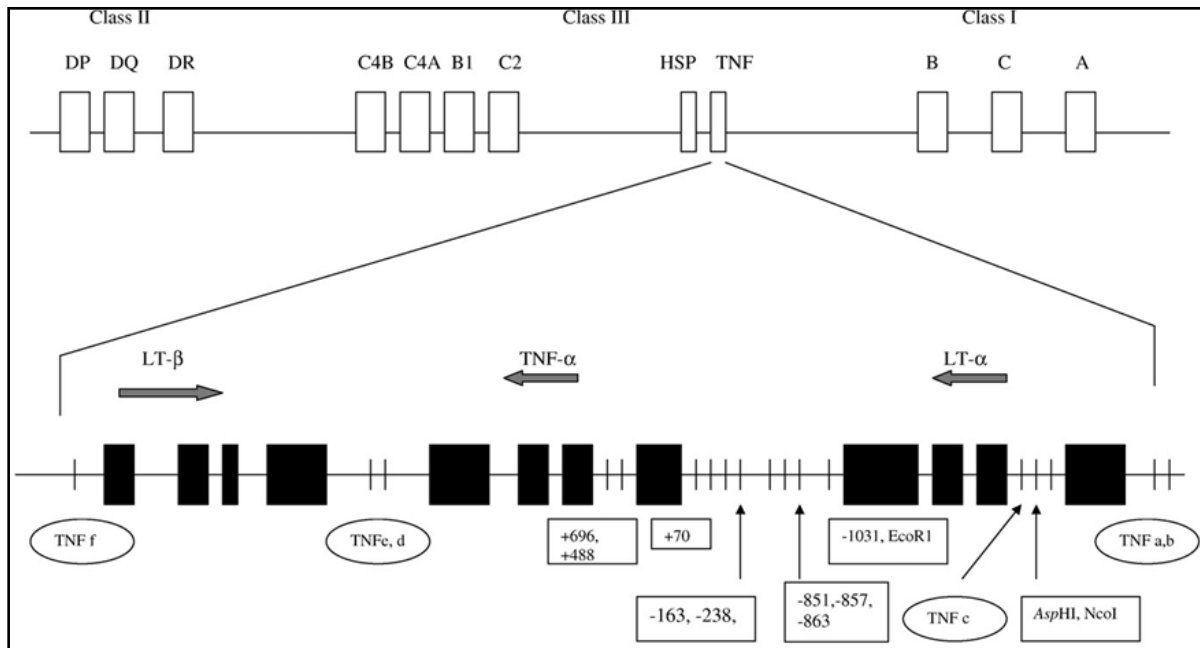 Class II Class III Class I
DP DQ DR C4B C4A B1 C2 HSP TNF B C A
LT-β TNF-α LT-α
TNF f
TNFe, d
+696,
+488
+70
-1031, EcoR1
TNF a,b
-163, -238,
-851,-857,
-863
TNF c
AspHI, NcoI